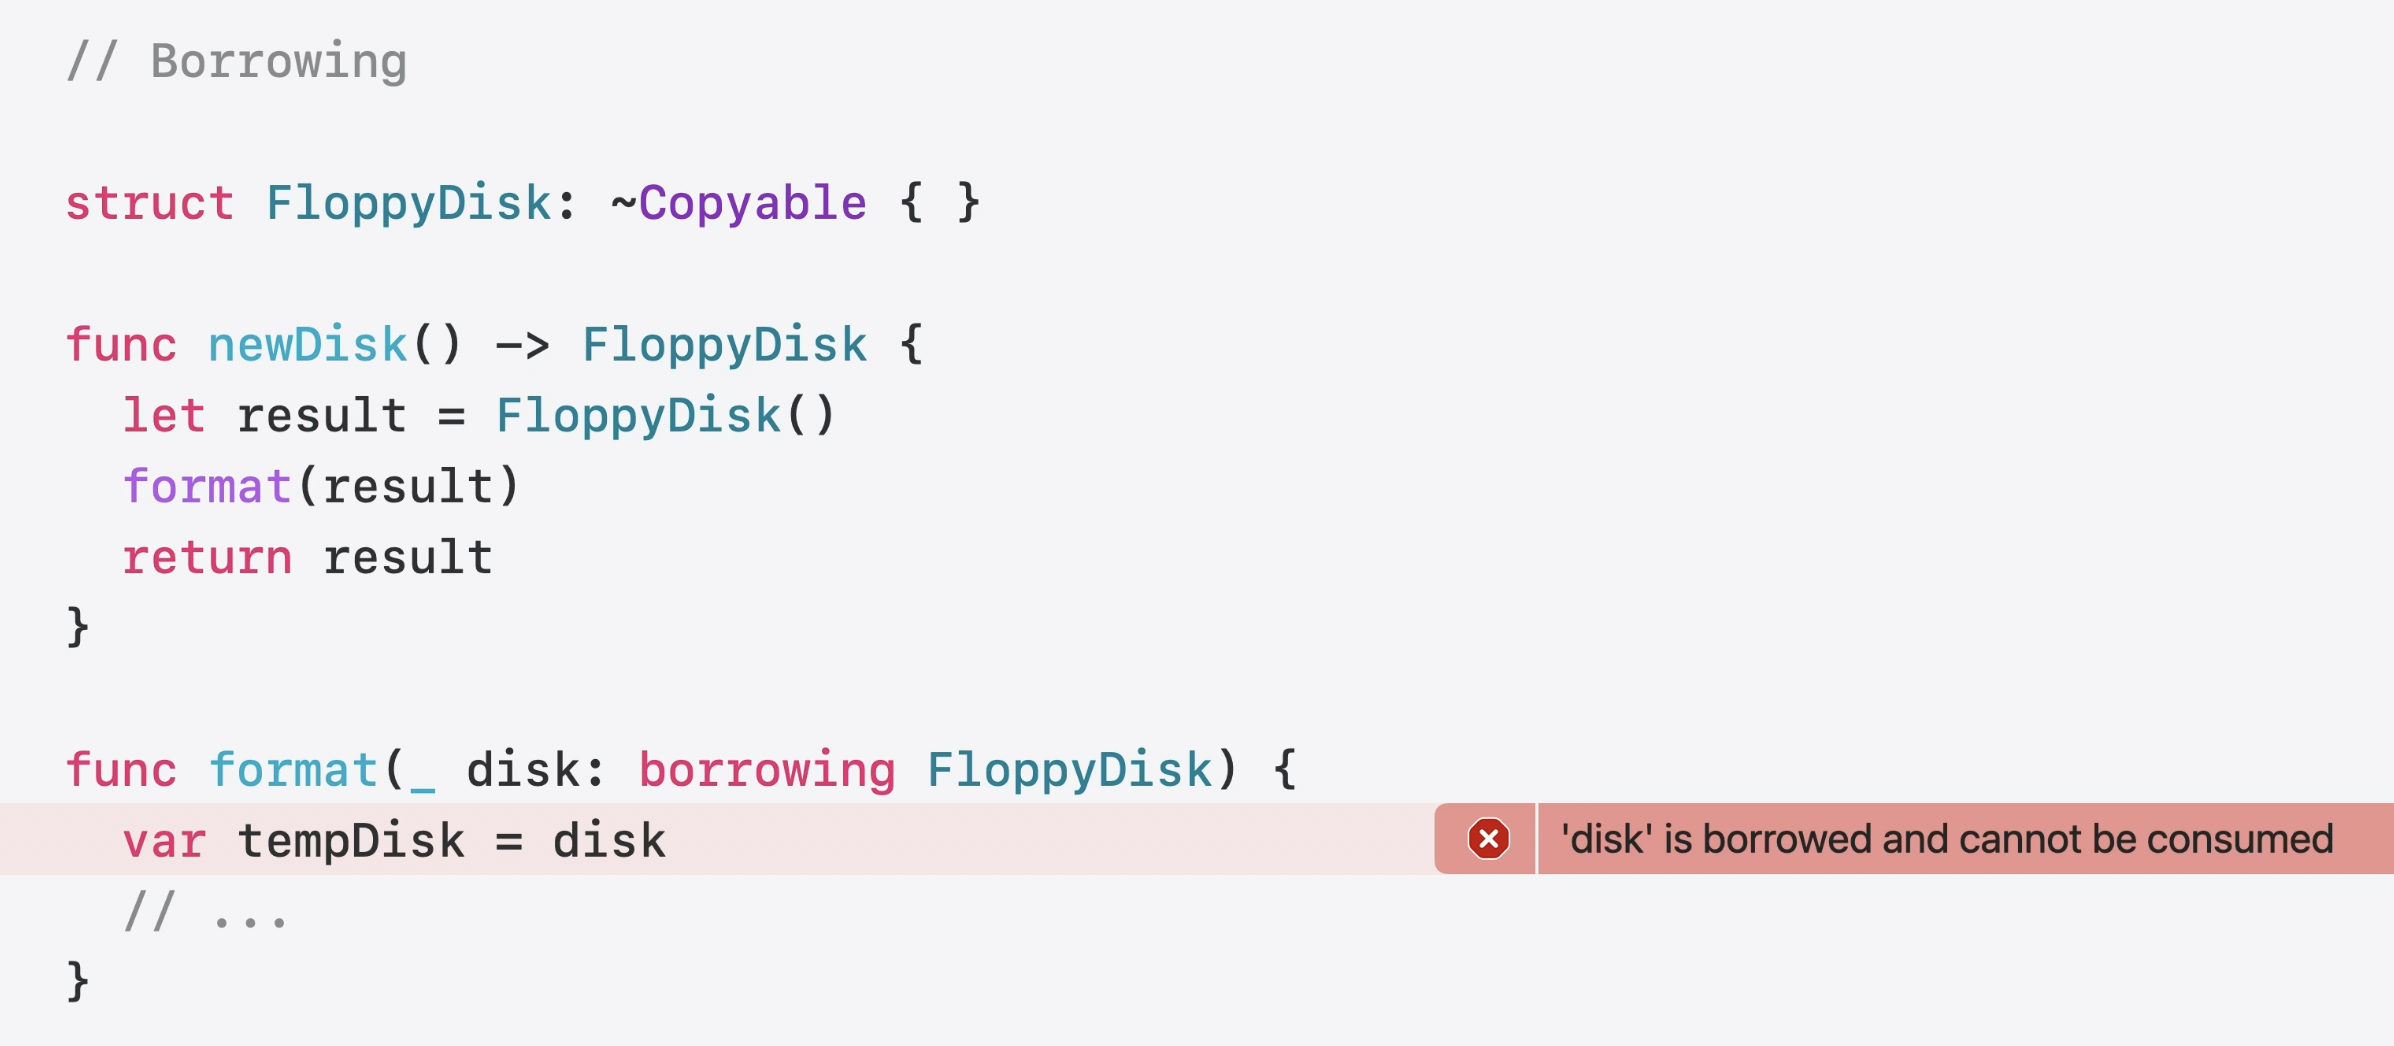 // Borrowing
struct FloppyDisk: ~Copyable { }
func newDisk() -> FloppyDisk {
  let result = FloppyDisk()
  format(result)
  return result
}
func format(_ disk: borrowing FloppyDisk) {
  var tempDisk = disk
'disk' is borrowed and cannot be consumed
  // ...
}